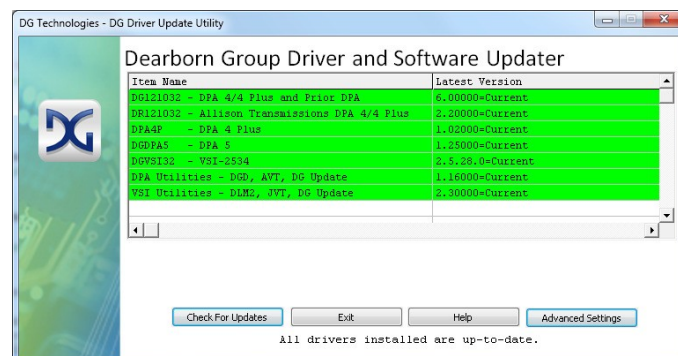 DG Technologies - DG Driver Update Utility
Dearborn Group Driver and Software Updater
Item Name Latest Version
DG121032 - DPA 4/4 Plus and Prior DPA 6.00000=Current
DR121032 - Allison Transmissions DPA 4/4 Plus 2.20000=Current
DPA4P - DPA 4 Plus 1.02000=Current
DGDPA5 - DPA 5 1.25000=Current
DGVSI32 - VSI-2534 2.5.28.0=Current
DPA Utilities - DGD, AVT, DG Update 1.16000=Current
VSI Utilities - DLM2, JVT, DG Update 2.30000=Current
DG
Check For Updates Exit Help Advanced Settings
All drivers installed are up-to-date.